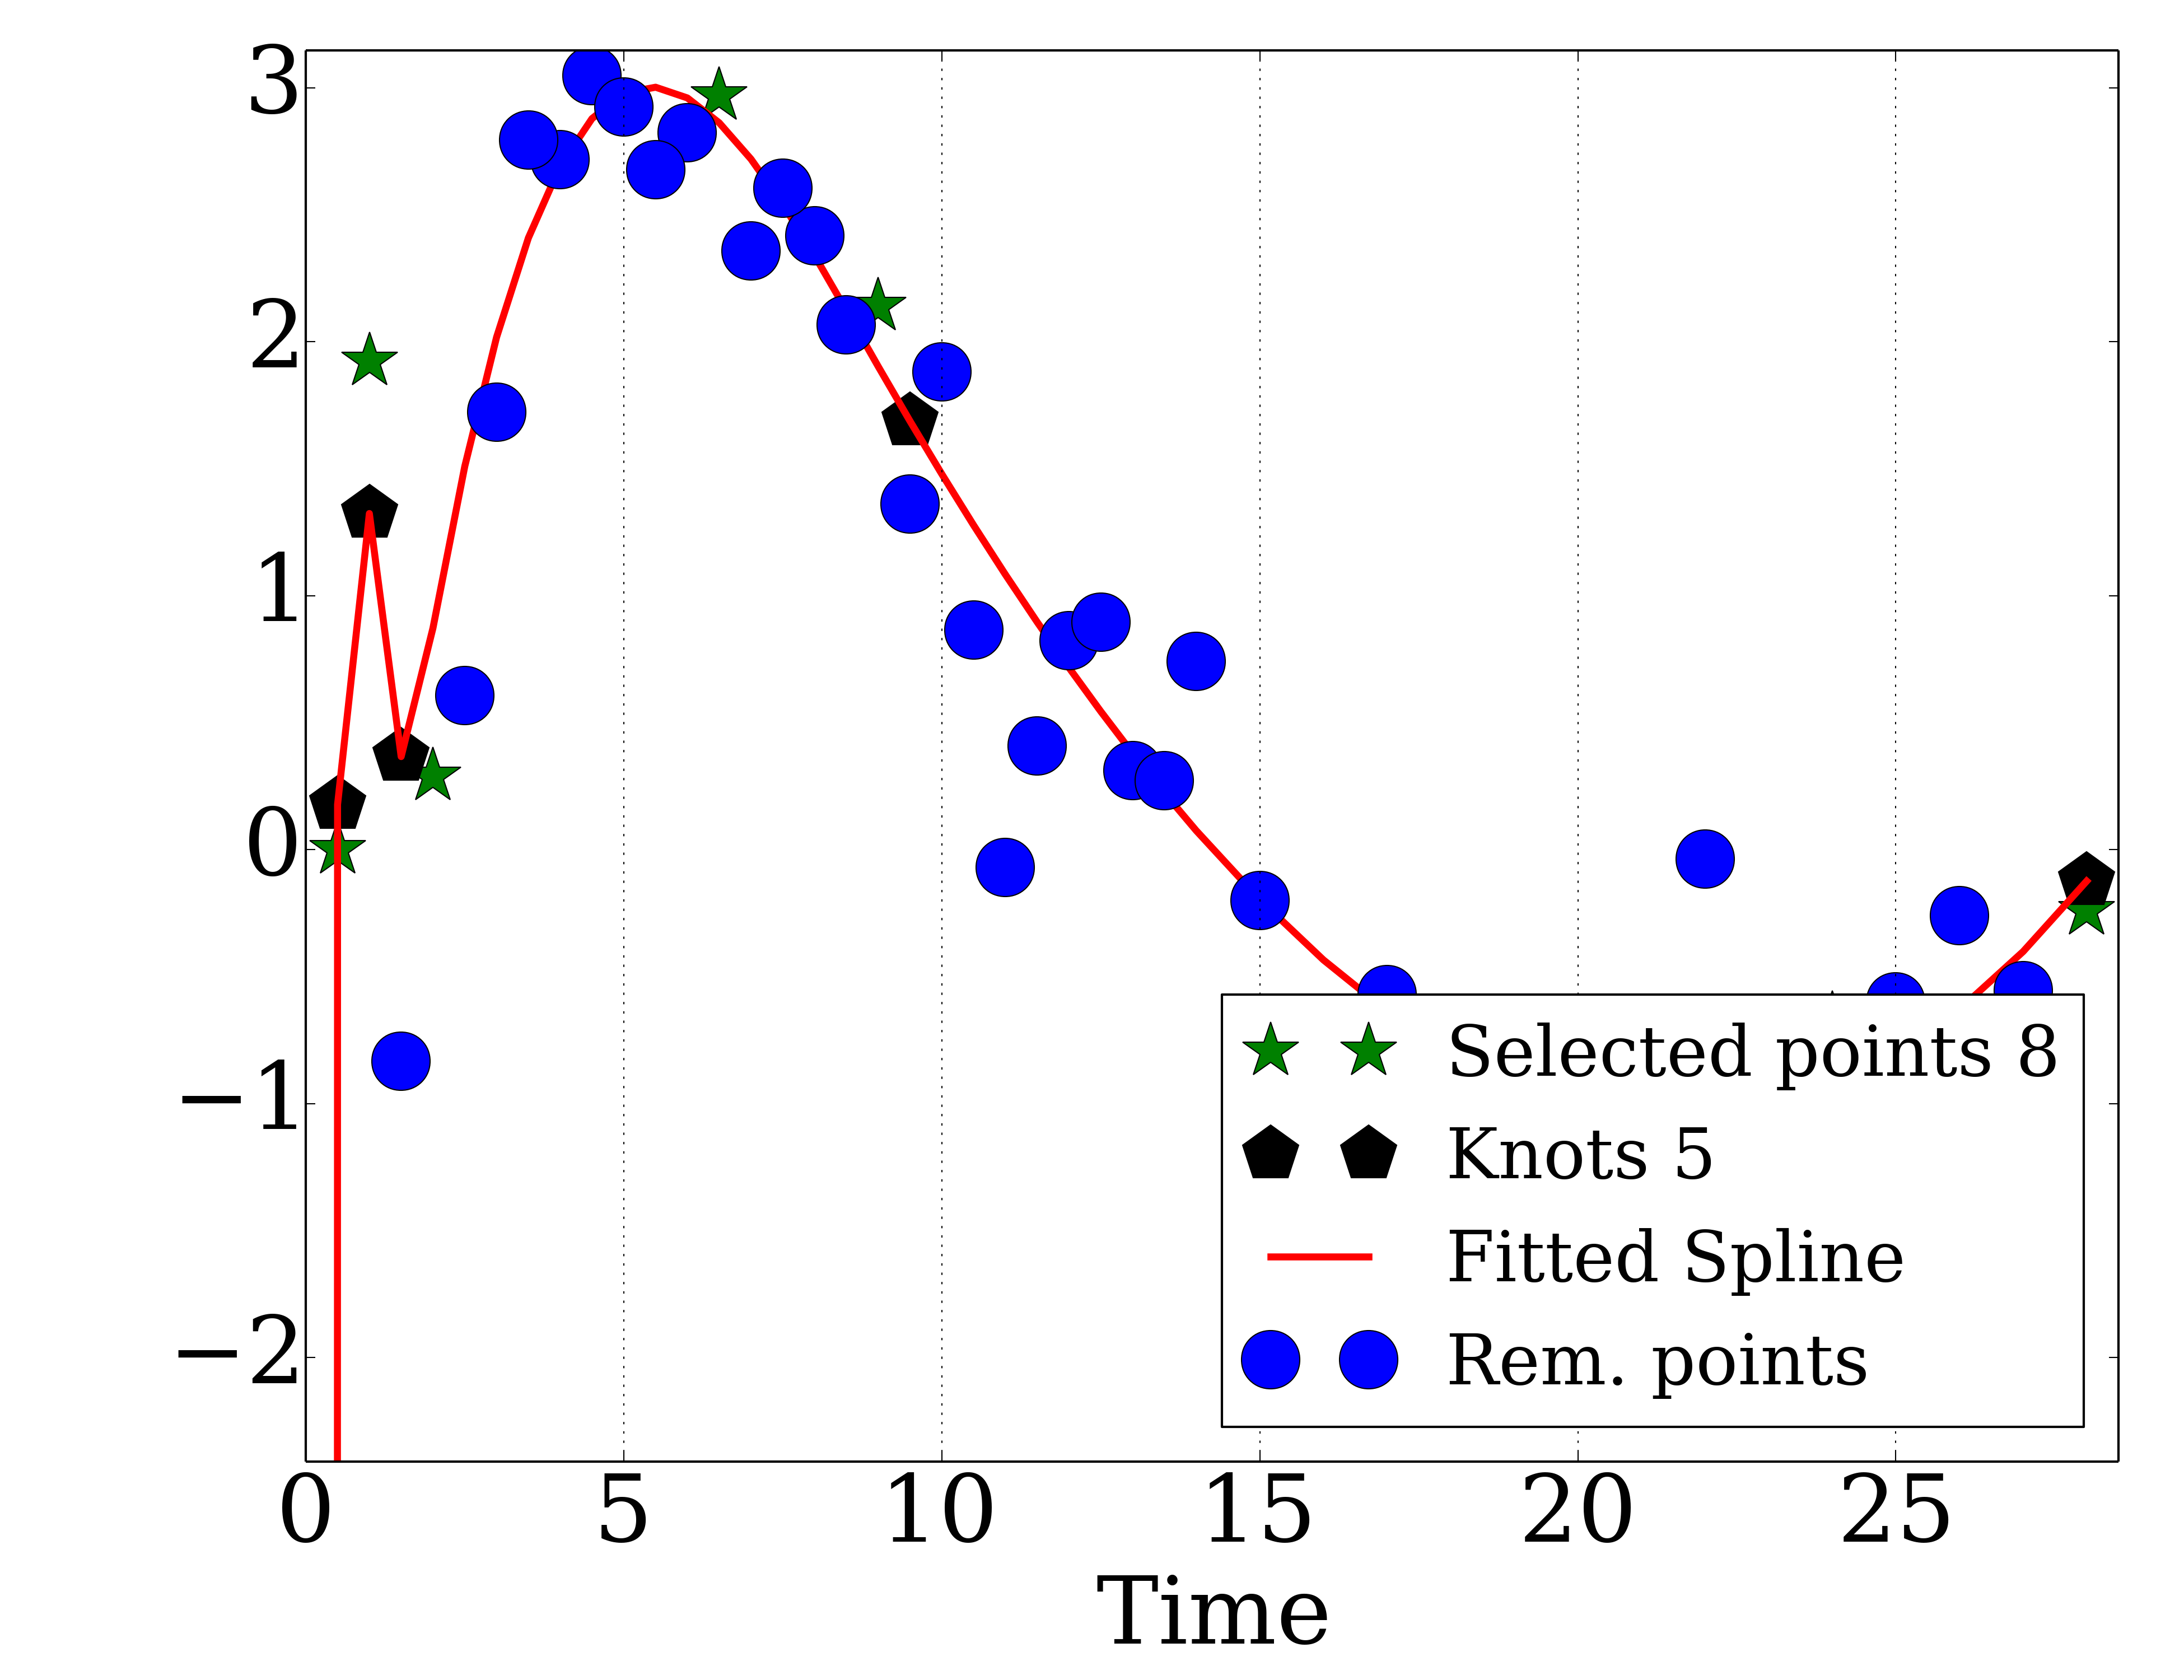 3
2
1
0
−1
−2
0 5 10 15 20 25
Time
Selected points 8
Knots 5
Fitted Spline
Rem. points